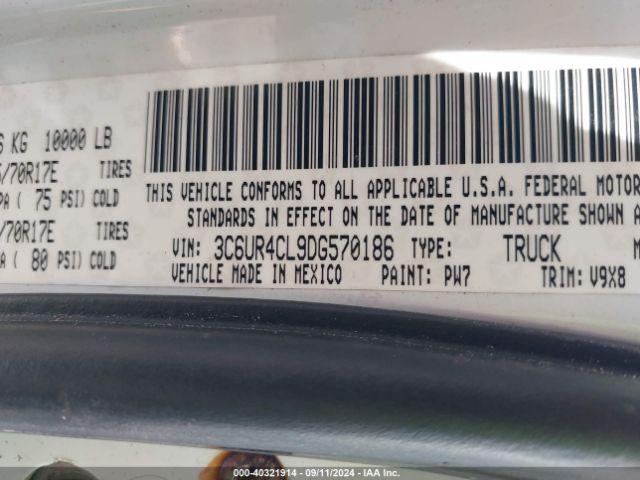 KG 10000 LB
/70R17E TIRES
PA ( 75 PSI) COLD
/70R17E TIRES
A ( 80 PSI) COLD
THIS VEHICLE CONFORMS TO ALL APPLICABLE U.S.A. FEDERAL MOTOR
STANDARDS IN EFFECT ON THE DATE OF MANUFACTURE SHOWN A
VIN: 3C6UR4CL9DG570186 TYPE: TRUCK
VEHICLE MADE IN MEXICO PAINT: PW7 TRIM: V9X8
© 40321914 - 09/11/2024 - IAA Inc.